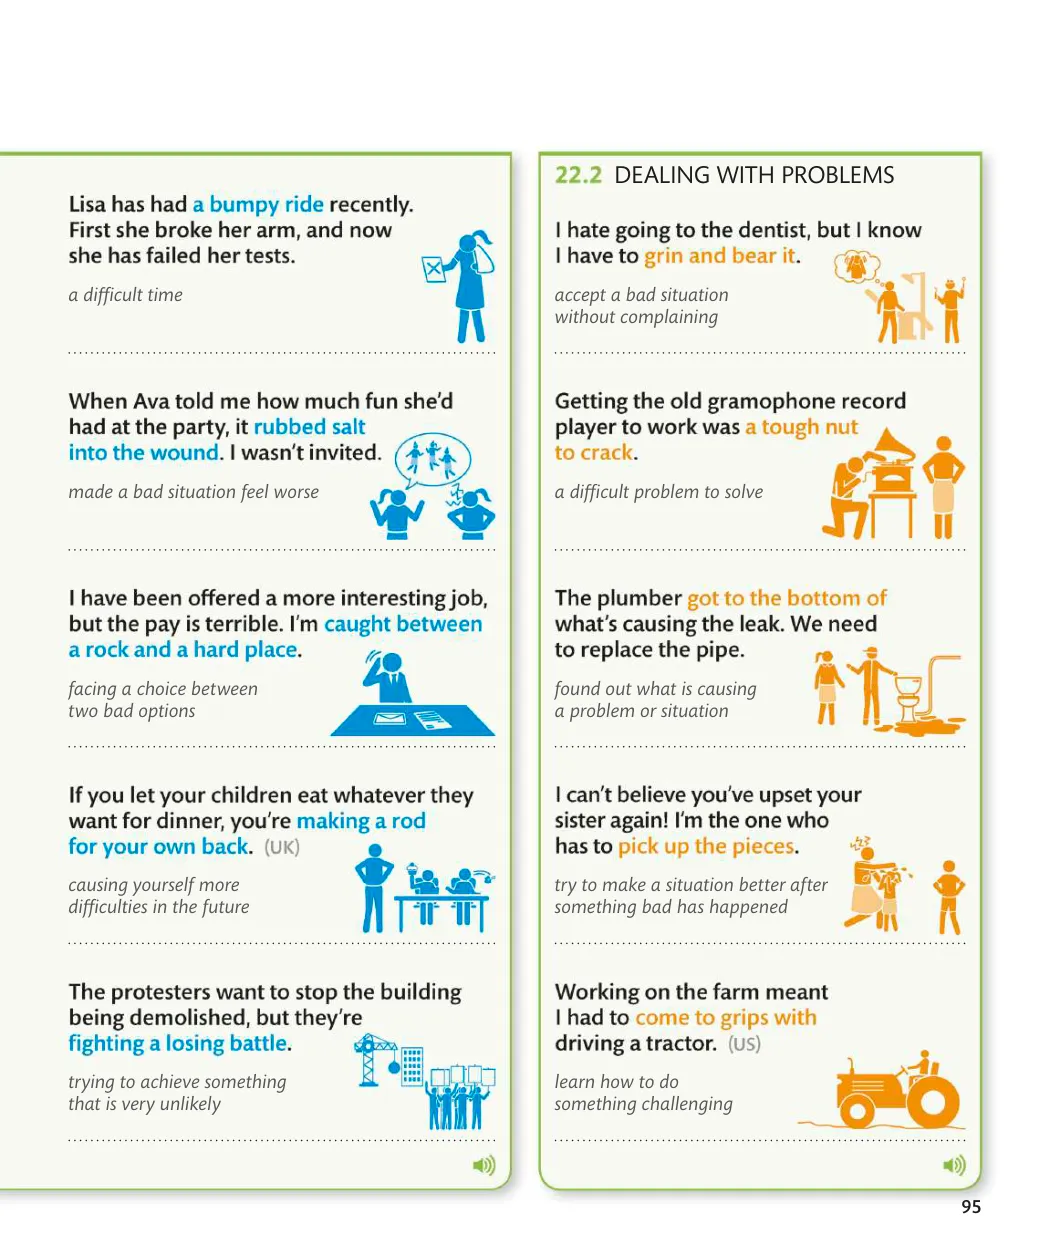 Lisa has had a bumpy ride recently.
First she broke her arm, and now
she has failed her tests.
a difficult time
When Ava told me how much fun she'd
had at the party, it rubbed salt
into the wound. I wasn't invited.
made a bad situation feel worse
I have been offered a more interesting job,
but the pay is terrible. I'm caught between
a rock and a hard place.
facing a choice between
two bad options
If you let your children eat whatever they
want for dinner, you're making a rod
for your own back. (UK)
causing yourself more
difficulties in the future
The protesters want to stop the building
being demolished, but they're
fighting a losing battle.
trying to achieve something
that is very unlikely
22.2 DEALING WITH PROBLEMS
I hate going to the dentist, but I know
I have to grin and bear it.
accept a bad situation
without complaining
Getting the old gramophone record
player to work was a tough nut
to crack.
a difficult problem to solve
The plumber got to the bottom of
what's causing the leak. We need
to replace the pipe.
found out what is causing
a problem or situation
I can't believe you've upset your
sister again! I'm the one who
has to pick up the pieces.
try to make a situation better after
something bad has happened
Working on the farm meant
I had to come to grips with
driving a tractor. (US)
learn how to do
something challenging
95